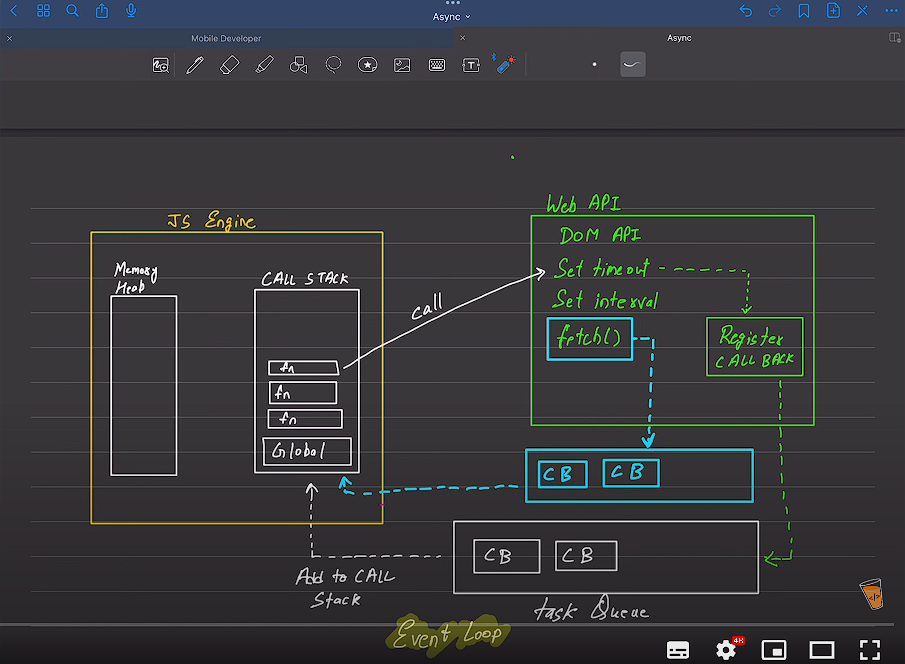 Async
Mobile Developer
Async
Web API
JS Engine
DOM API
Memory
Heap
CALL STACK
Set timeout
call
Set interval
fetch()
Register
CALL BACK
fn
fn
fn
Global
CB CB
CB CB
Add to CALL
Stack
task Queue
Event Loop
4K